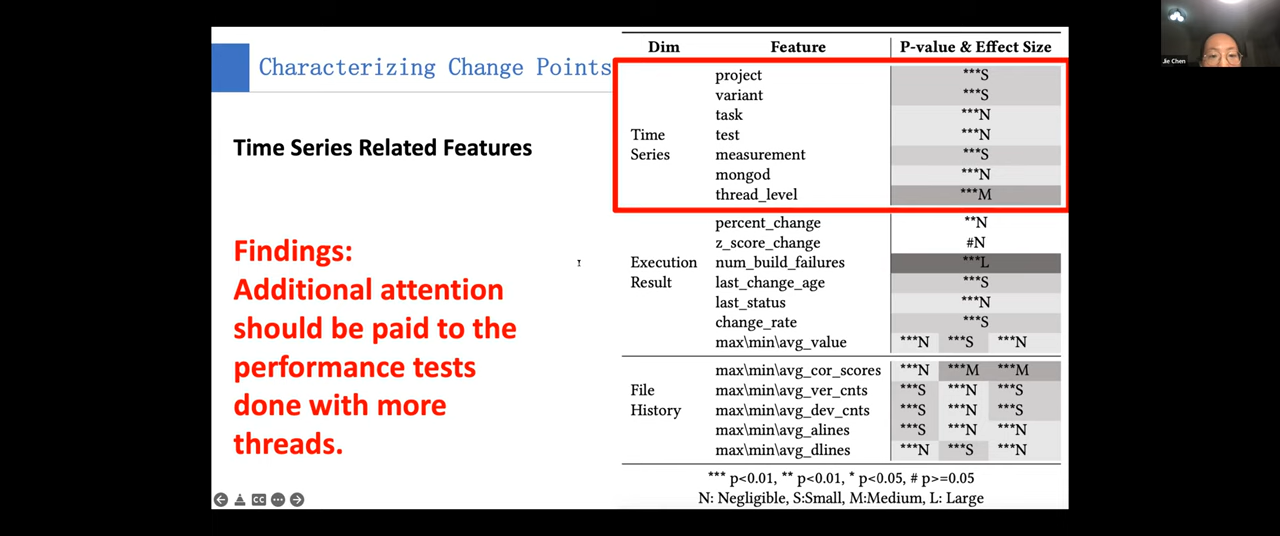 Characterizing Change Points
Time Series Related Features
Findings:
Additional attention
should be paid to the
performance tests
done with more
threads.
CC
Dim Feature P-value & Effect Size
project ***S
variant ***S
task ***N
Time test ***N
Series measurement ***S
mongod ***N
thread_level ***M
percent_change **N
z_score_change #N
Execution num_build_failures ***L
Result last_change_age ***S
last_status ***N
change_rate ***S
max\min\avg_value ***N ***S ***N
max\min\avg_cor_scores ***N ***M ***M
File max\min\avg_ver_cnts ***S ***N ***S
History max\min\avg_dev_cnts ***S ***N ***S
max\min\avg_alines ***S ***N ***N
max\min\avg_dlines ***N ***S ***N
*** p<0.01, ** p<0.01, * p<0.05, # p>=0.05
N: Negligible, S:Small, M:Medium, L: Large
Jie Chen